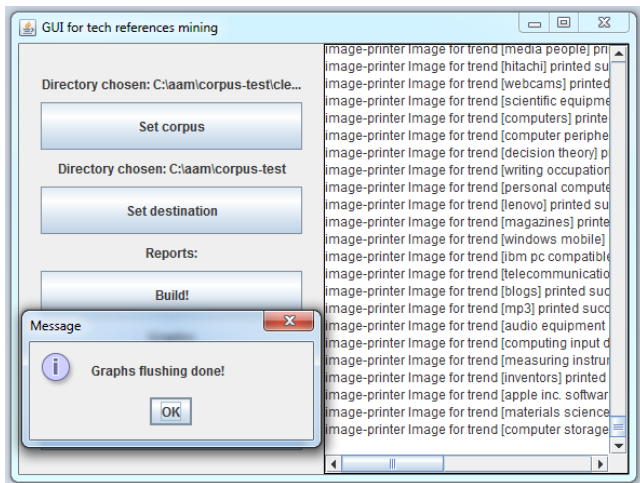 GUI for tech references mining
Directory chosen: C:\aam\corpus-test\cle...
Set corpus
Directory chosen: C:\aam\corpus-test
Set destination
Reports:
Build!
Message
Graphs flushing done!
OK
image-printer Image for trend [media people] pri
image-printer Image for trend [hitachi] printed su
image-printer Image for trend [webcams] printed
image-printer Image for trend [scientific equipme
image-printer Image for trend [computers] printe
image-printer Image for trend [computer periphe
image-printer Image for trend [decision theory] p
image-printer Image for trend [writing occupation
image-printer Image for trend [personal compute
image-printer Image for trend [lenovo] printed su
image-printer Image for trend [magazines] printe
image-printer Image for trend [windows mobile]
image-printer Image for trend [ibm pc compatible
image-printer Image for trend [telecommunicatio
image-printer Image for trend [blogs] printed suc
image-printer Image for trend [mp3] printed succ
image-printer Image for trend [audio equipment
image-printer Image for trend [computing input d
image-printer Image for trend [measuring instrur
image-printer Image for trend [inventors] printed
image-printer Image for trend [apple inc. softwar
image-printer Image for trend [materials science
image-printer Image for trend [computer storage